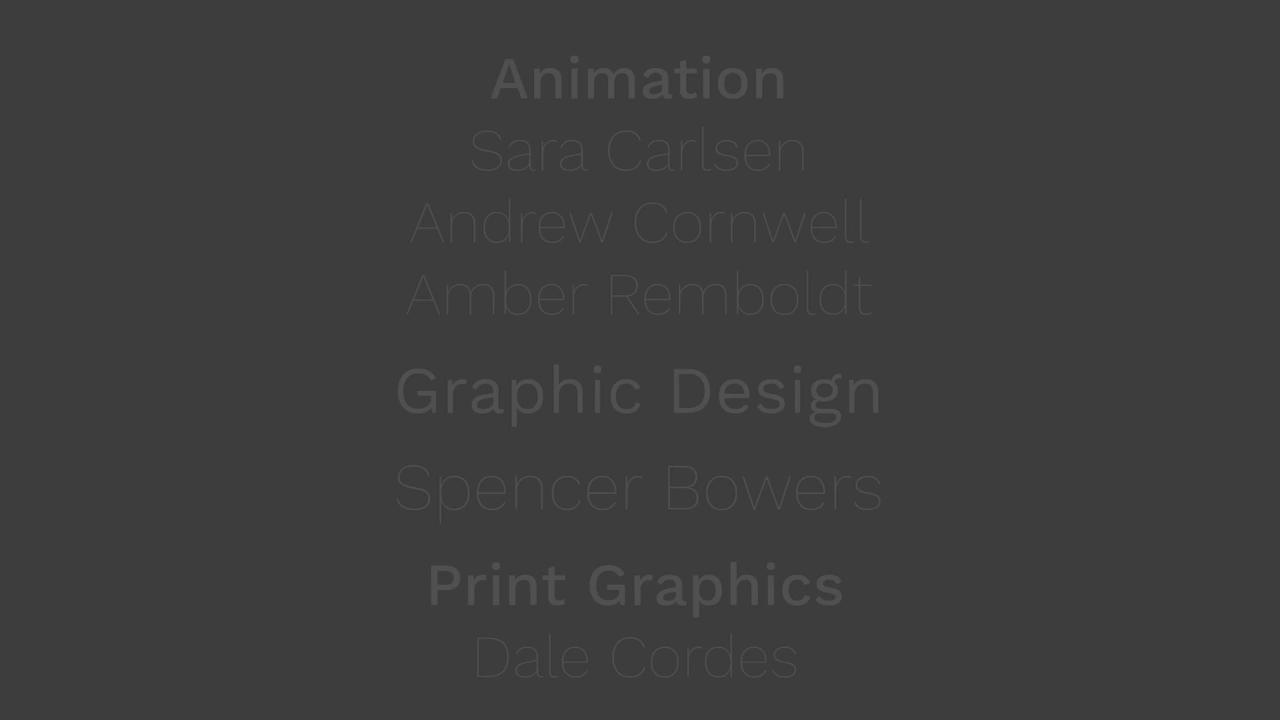 Animation
Sara Carlsen
Andrew Cornwell
Amber Remboldt
Graphic Design
Spencer Bowers
Print Graphics
Dale Cordes